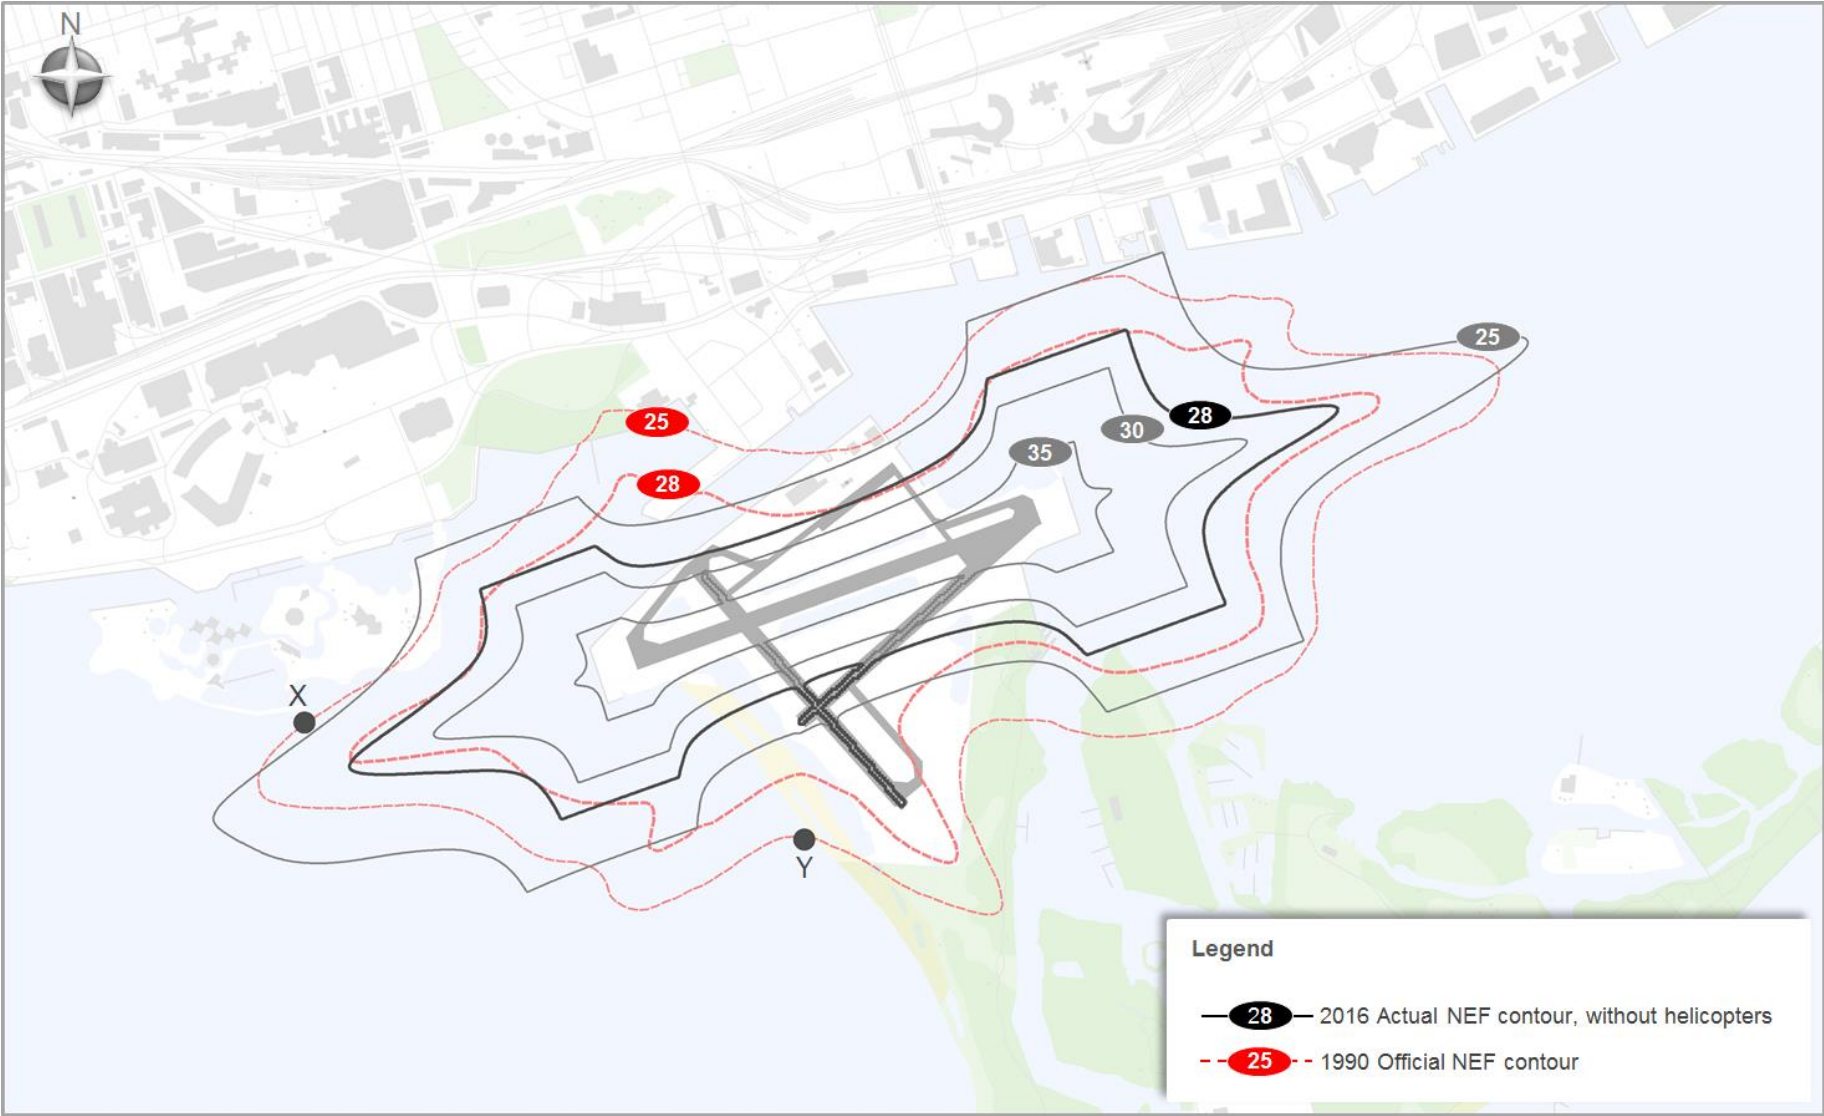 N
25
25
28
30
28
35
28
X
Y
Legend
28 2016 Actual NEF contour, without helicopters
25 1990 Official NEF contour